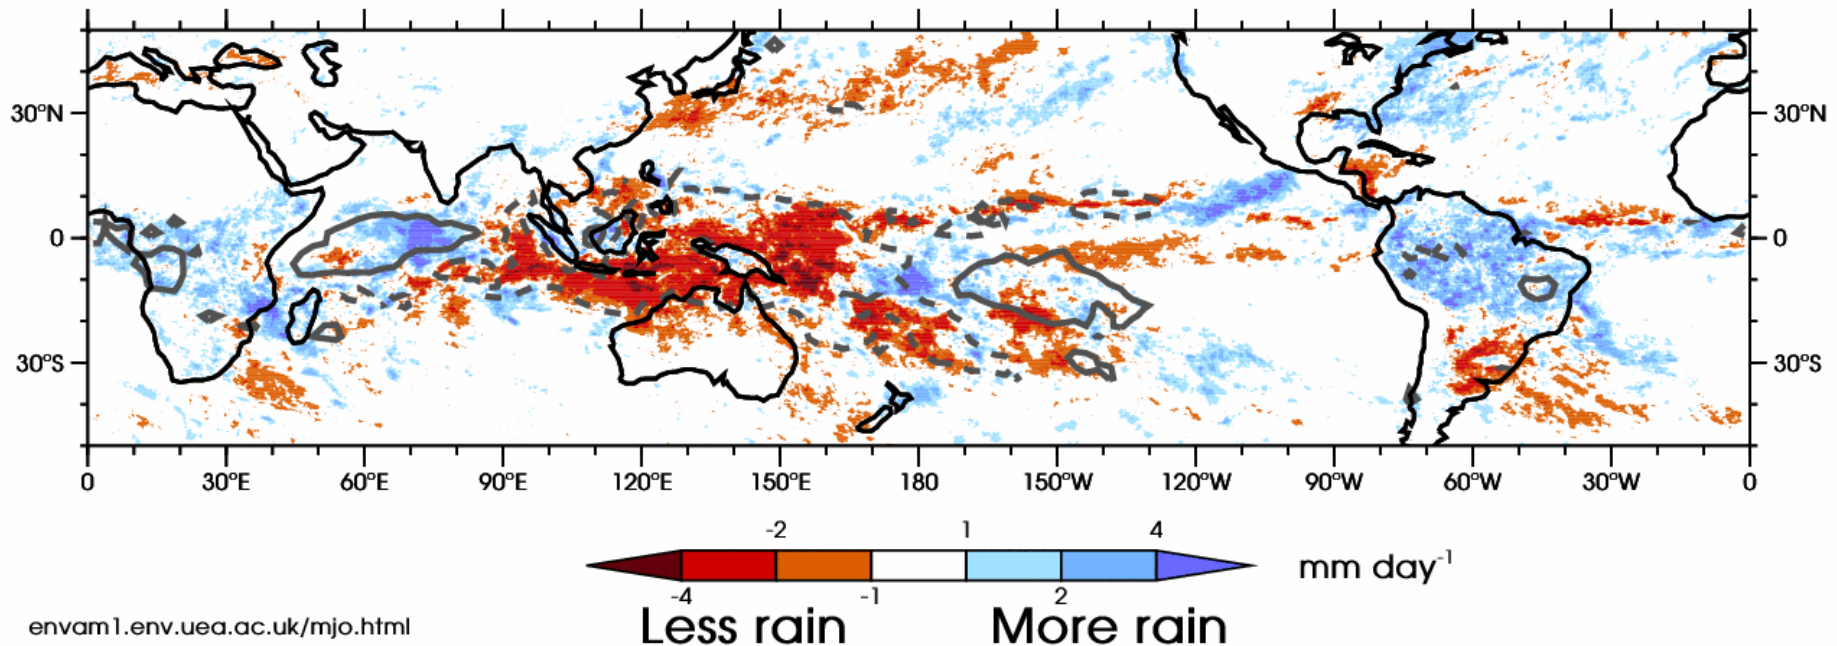 30°N 30°N
0 0
30°S 30°S
0 30°E 60°E 90°E 120°E 150°E 180 150°W 120°W 90°W 60°W 30°W 0
-2 1 4
mm day-1
-4 -1 2
Less rain More rain
envam1.env.uea.ac.uk/mjo.html